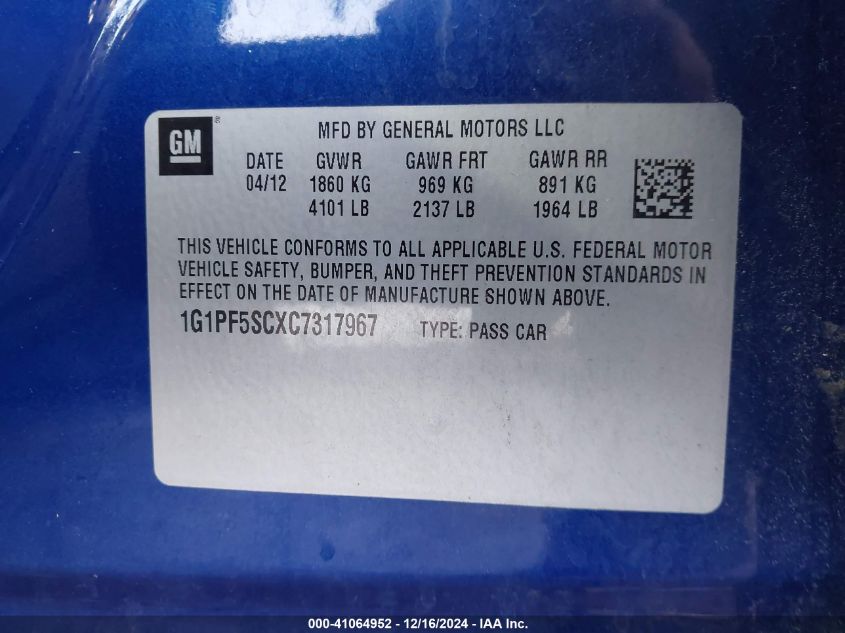 GM
MFD BY GENERAL MOTORS LLC
DATE GVWR GAWR FRT GAWR RR
04/12 1860 KG 969 KG 891 KG
4101 LB 2137 LB 1964 LB
THIS VEHICLE CONFORMS TO ALL APPLICABLE U.S. FEDERAL MOTOR
VEHICLE SAFETY, BUMPER, AND THEFT PREVENTION STANDARDS IN
EFFECT ON THE DATE OF MANUFACTURE SHOWN ABOVE.
1G1PF5SCXC7317967 TYPE: PASS CAR
000-41064952 - 12/16/2024 - IAA Inc.